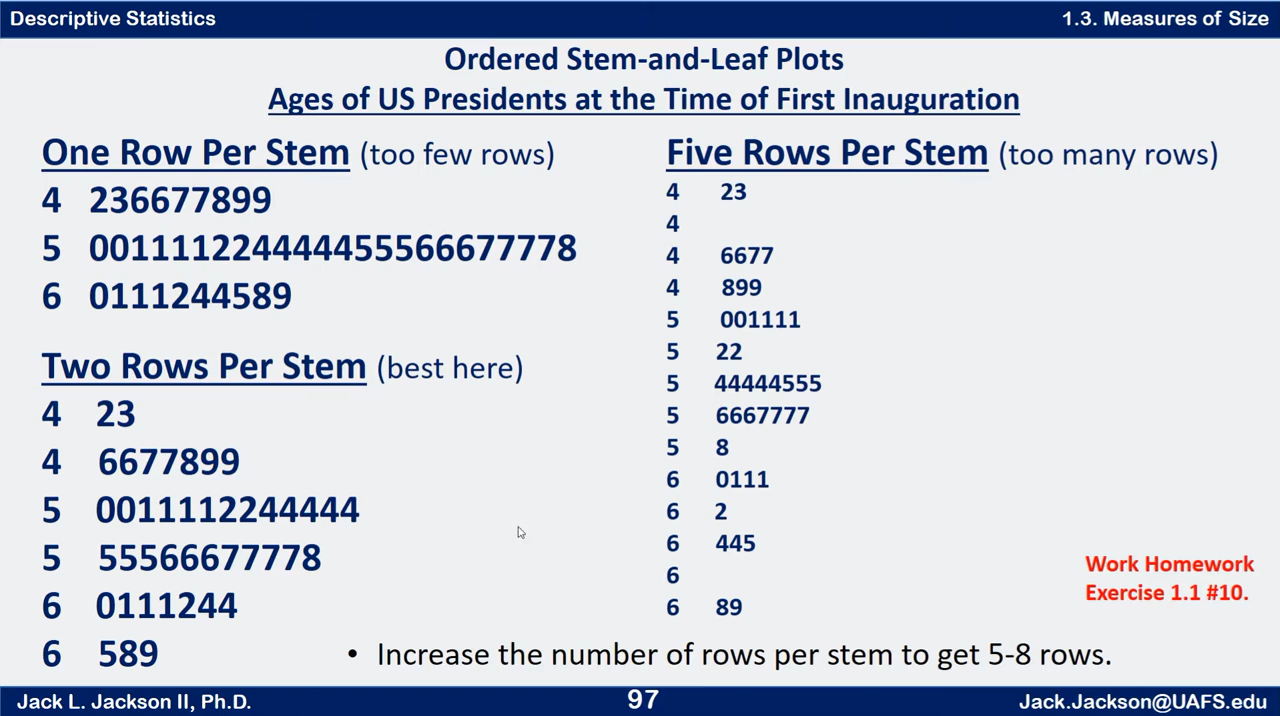 Descriptive Statistics
1.3. Measures of Size
Ordered Stem-and-Leaf Plots
Ages of US Presidents at the Time of First Inauguration
One Row Per Stem (too few rows)
4 236677899
5 001111224444455566677778
6 0111244589
Two Rows Per Stem (best here)
4 23
4 6677899
5 0011112244444
5 55566677778
6 0111244
6 589
Five Rows Per Stem (too many rows)
4 23
4
4 6677
4 899
5 001111
5 22
5 44444555
5 6667777
5 8
6 0111
6 2
6 445
6
6 89
Work Homework
Exercise 1.1 #10.
• Increase the number of rows per stem to get 5-8 rows.
Jack L. Jackson II, Ph.D.
97
Jack.Jackson@UAFS.edu